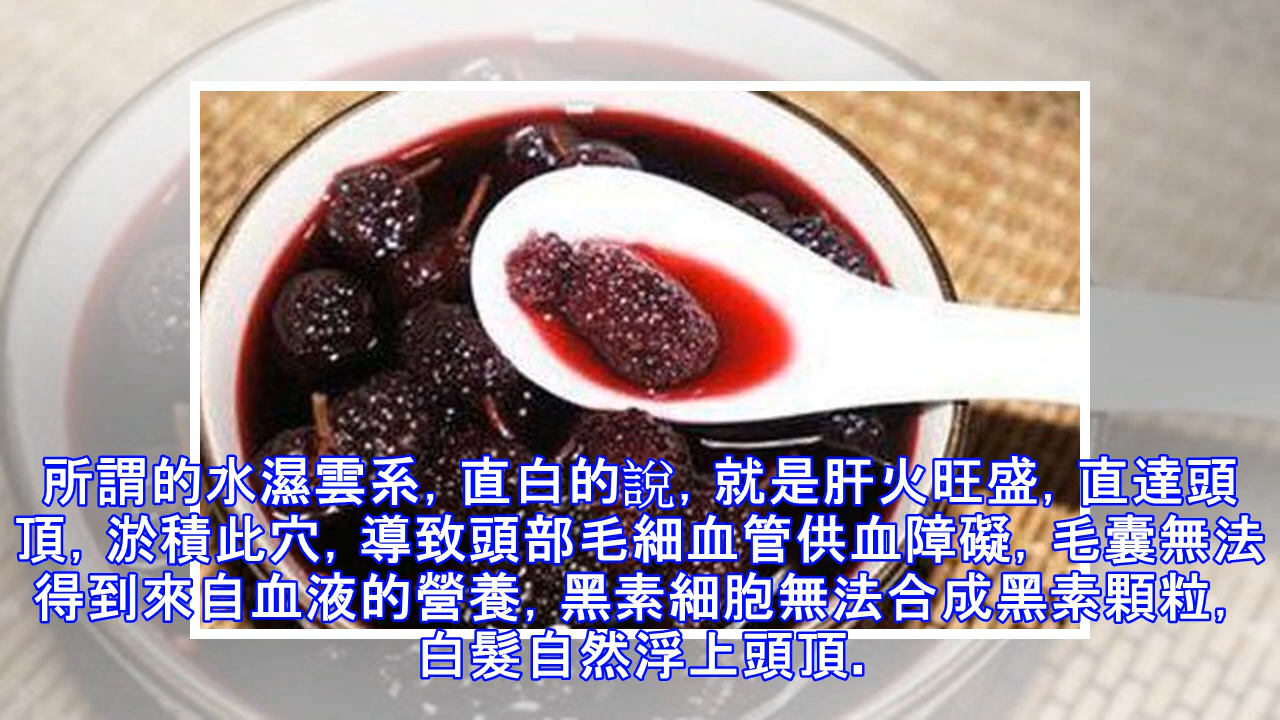 所謂的水濕雲系, 直白的說, 就是肝火旺盛, 直達頭
頂, 淤積此穴, 導致頭部毛細血管供血障礙, 毛囊無法
得到來自血液的營養, 黑素細胞無法合成黑素顆粒,
白髮自然浮上頭頂.